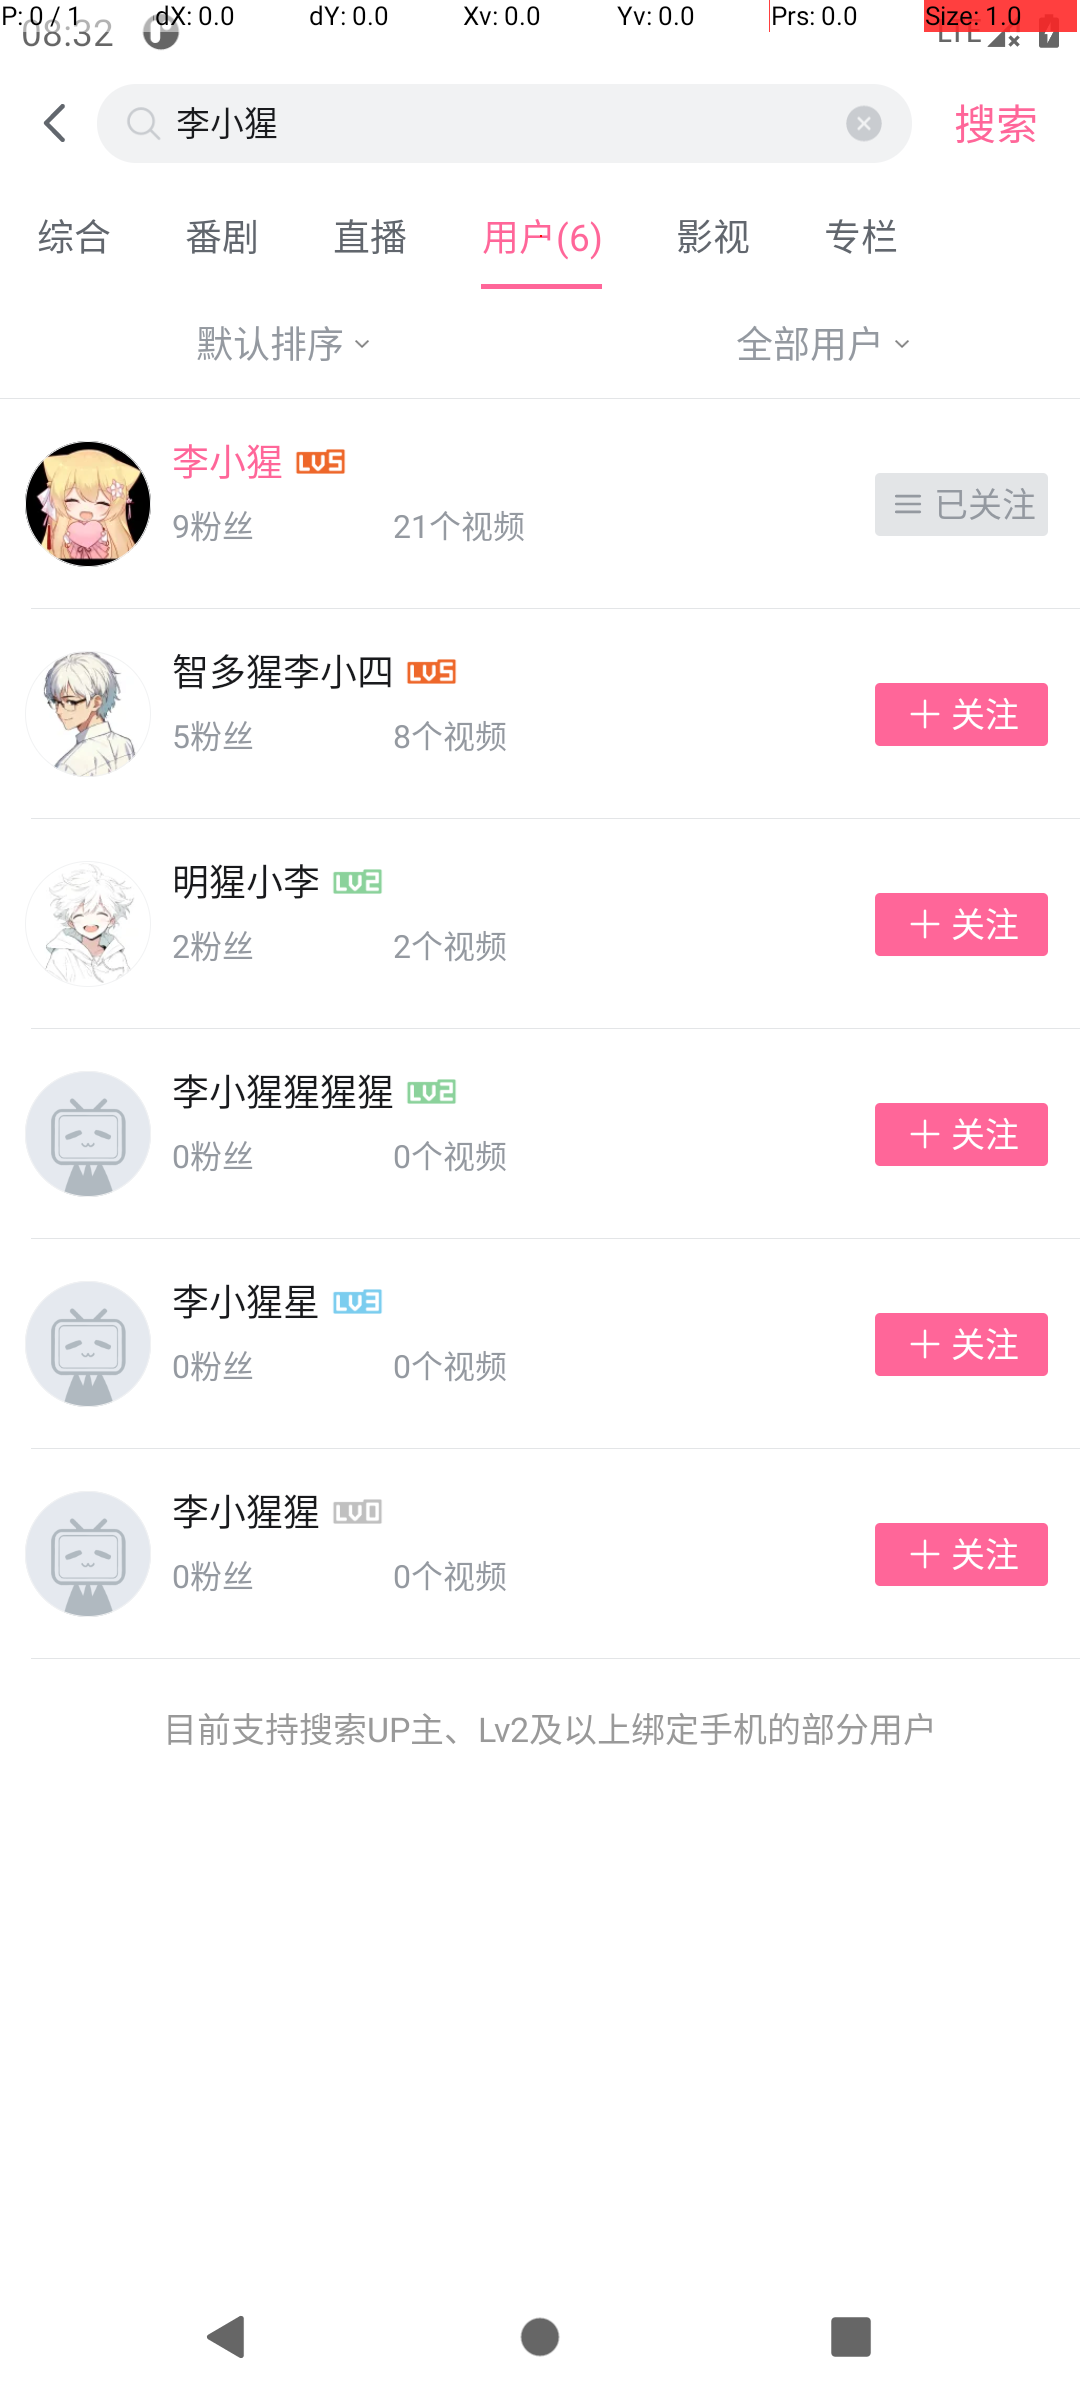 P: 0 / 1 dX: 0.0 dY: 0.0 Xv: 0.0 Yv: 0.0 Prs: 0.0 Size: 1.0
08:32 LTE
李小猩 搜索
综合 番剧 直播 用户(6) 影视 专栏
默认排序 全部用户
李小猩 LV5
9粉丝 21个视频
已关注
智多猩李小四 LV5
5粉丝 8个视频
关注
明猩小李 LV2
2粉丝 2个视频
关注
李小猩猩猩猩 LV2
0粉丝 0个视频
关注
李小猩星 LV3
0粉丝 0个视频
关注
李小猩猩 LV0
0粉丝 0个视频
关注
目前支持搜索UP主、Lv2及以上绑定手机的部分用户